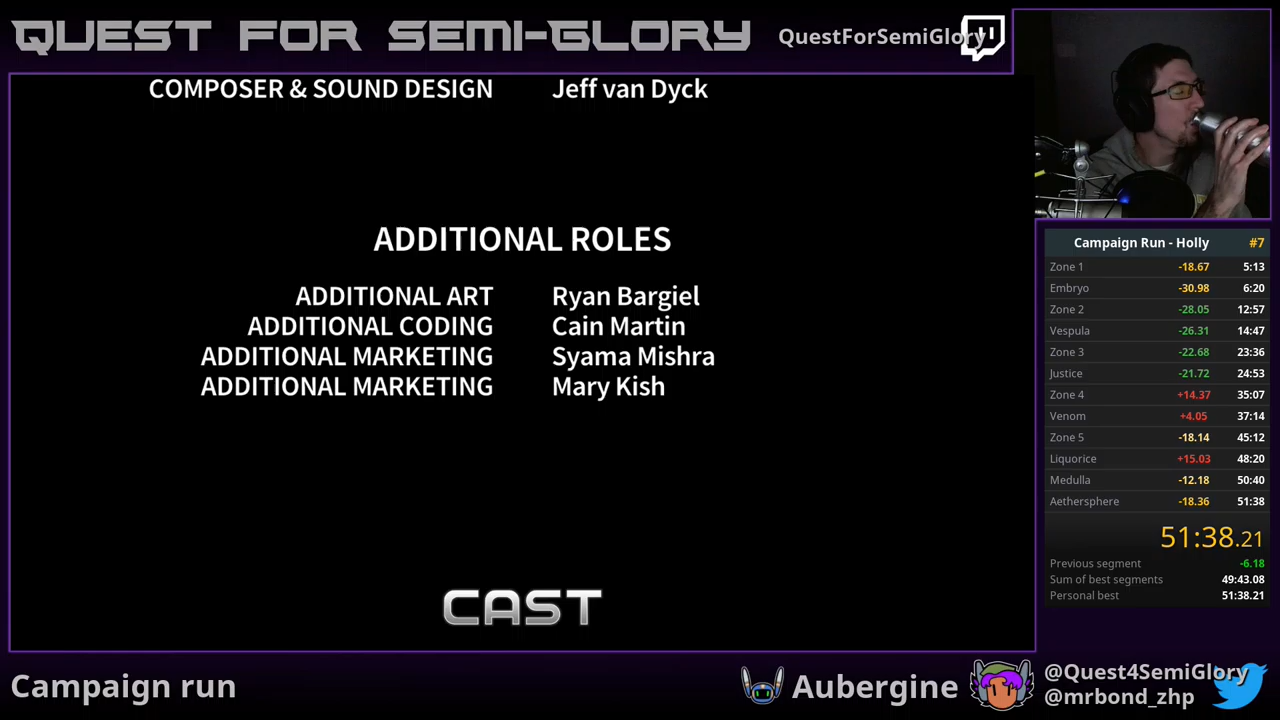 QUEST FOR SEMI-GLORY
QuestForSemiGlory
COMPOSER & SOUND DESIGN Jeff van Dyck
ADDITIONAL ROLES
ADDITIONAL ART Ryan Bargiel
ADDITIONAL CODING Cain Martin
ADDITIONAL MARKETING Syama Mishra
ADDITIONAL MARKETING Mary Kish
CAST
Campaign Run - Holly #7
Zone 1 -18.67 5:13
Embryo -30.98 6:20
Zone 2 -28.05 12:57
Vespula -26.31 14:47
Zone 3 -22.68 23:36
Justice -21.72 24:53
Zone 4 +14.37 35:07
Venom +4.05 37:14
Zone 5 -18.14 45:12
Liquorice +15.03 48:20
Medulla -12.18 50:40
Aethersphere -18.36 51:38
51:38.21
Previous segment -6.18
Sum of best segments 49:43.08
Personal best 51:38.21
Campaign run
Aubergine
@Quest4SemiGlory
@mrbond_zhp